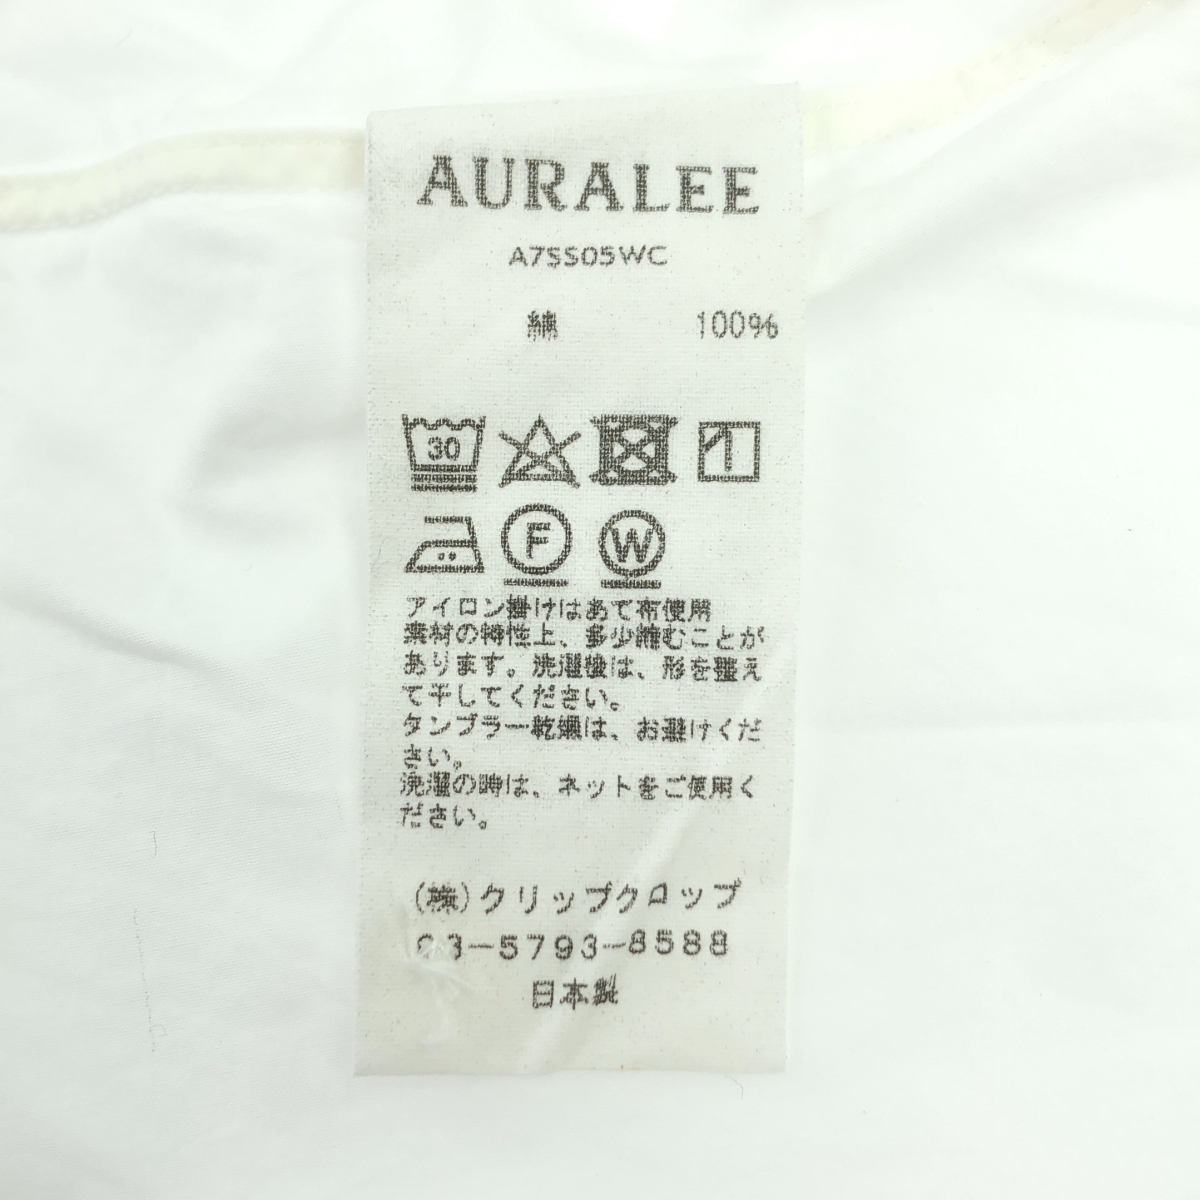 AURALEE
A7SS05WC
綿 100%
30
F W
アイロン掛けはあて布使用
素材の特性上、多少縮むことが
あります。洗濯後は、形を整え
て干してください。
タンブラー乾燥は、お避けくだ
さい。
洗濯の時は、ネットをご使用く
ださい。
(株)クリップクロップ
03-5793-8588
日本製